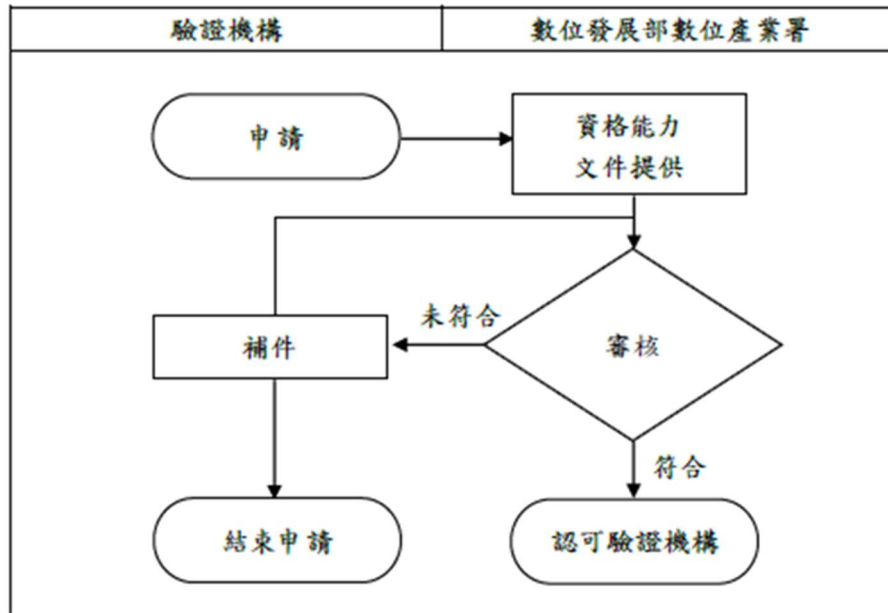 驗證機構
數位發展部數位產業署
申請
資格能力
文件提供
未符合
補件
審核
符合
結束申請
認可驗證機構